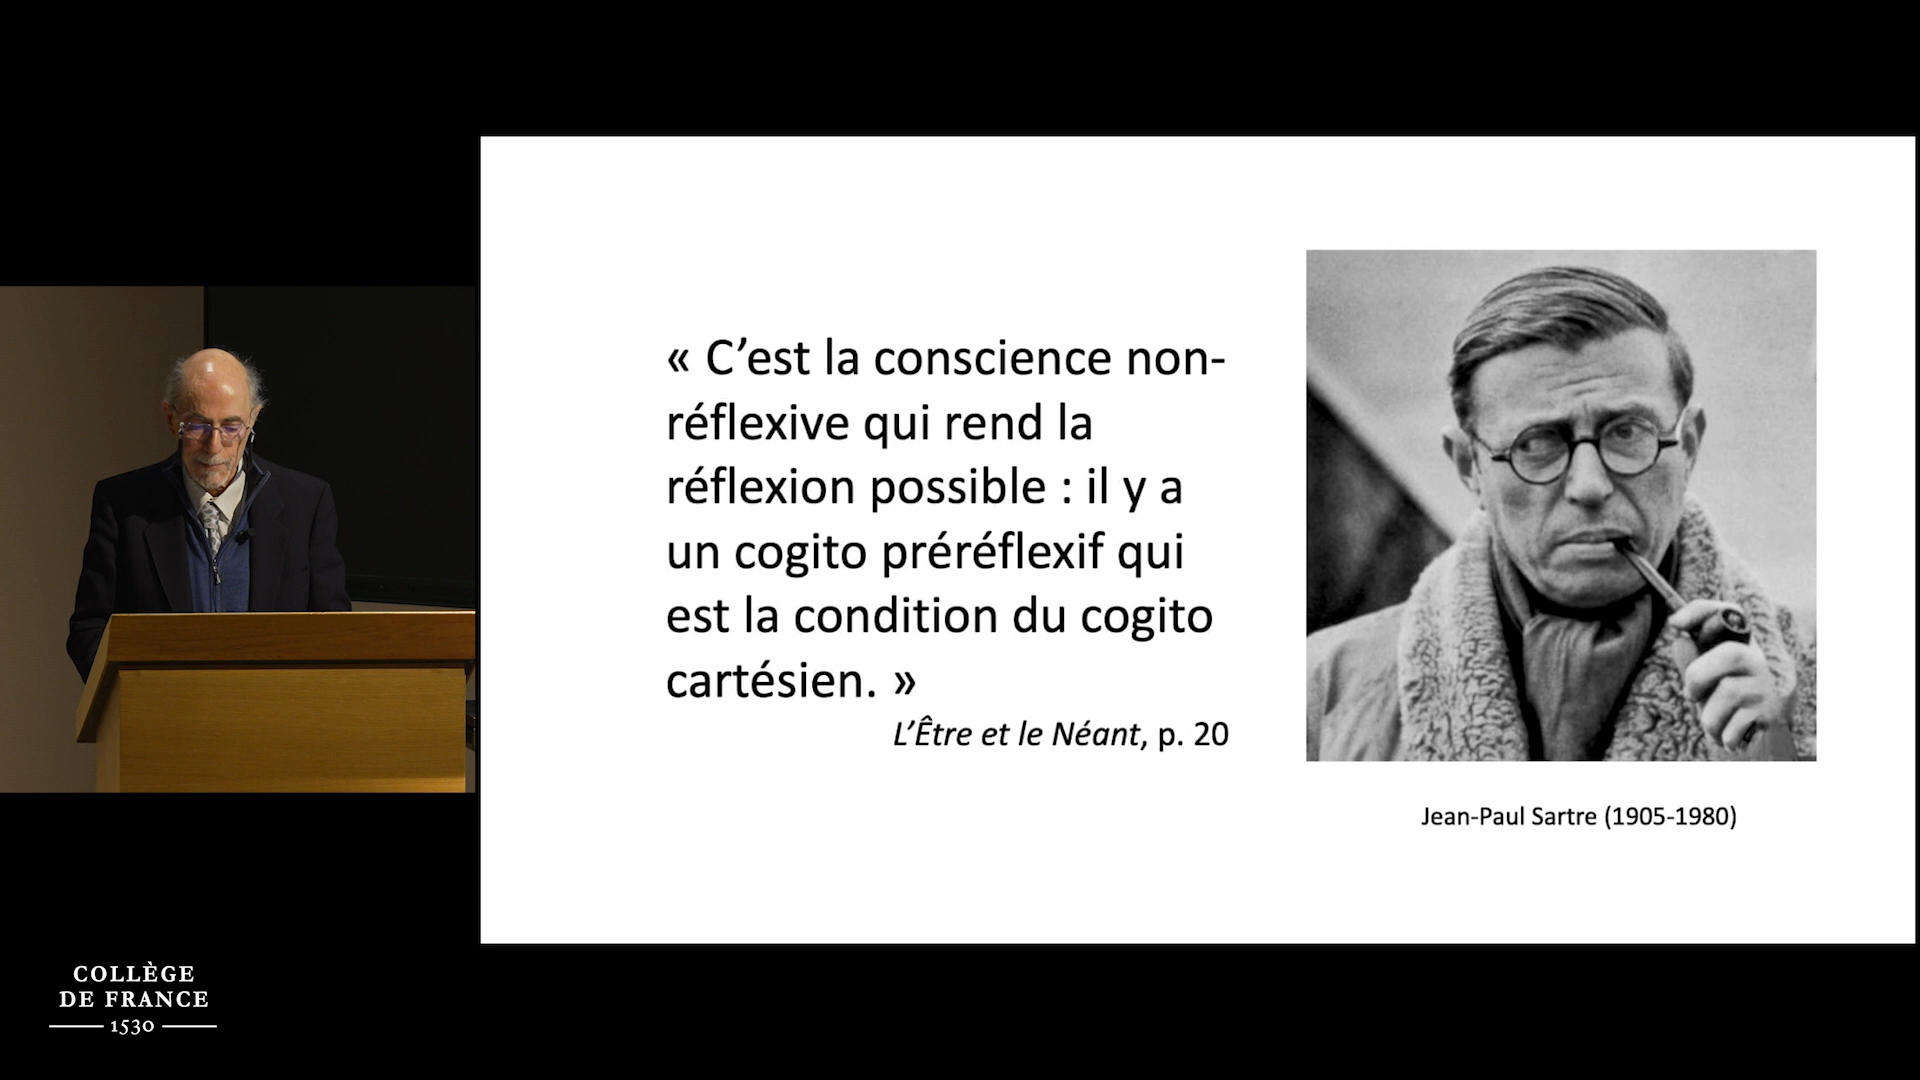 « C’est la conscience non-
réflexive qui rend la
réflexion possible : il y a
un cogito préréflexif qui
est la condition du cogito
cartésien. »
L’Être et le Néant, p. 20
Jean-Paul Sartre (1905-1980)
COLLÈGE
DE FRANCE
1530